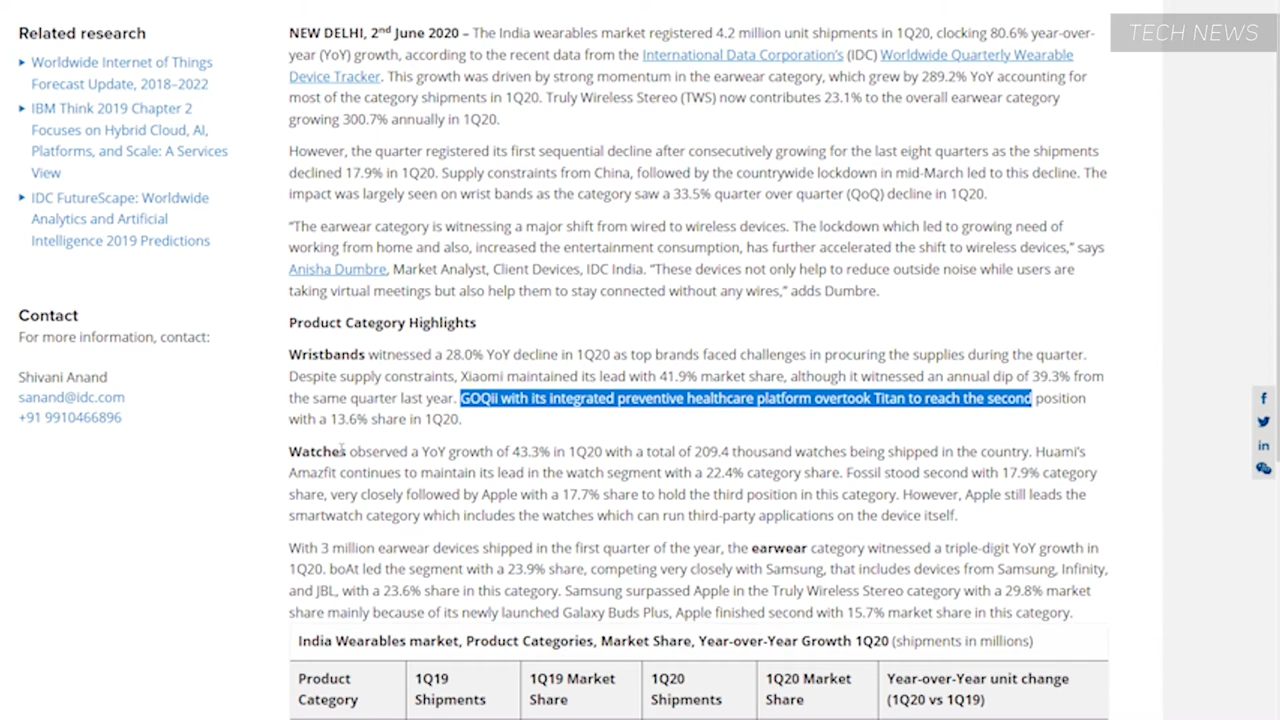 TECH NEWS
Related research
Worldwide Internet of Things
Forecast Update, 2018–2022
IBM Think 2019 Chapter 2
Focuses on Hybrid Cloud, AI,
Platforms, and Scale: A Services
View
IDC FutureScape: Worldwide
Analytics and Artificial
Intelligence 2019 Predictions
Contact
For more information, contact:
Shivani Anand
sanand@idc.com
+91 9910466896
NEW DELHI, 2nd June 2020 – The India wearables market registered 4.2 million unit shipments in 1Q20, clocking 80.6% year-over-
year (YoY) growth, according to the recent data from the International Data Corporation's (IDC) Worldwide Quarterly Wearable
Device Tracker. This growth was driven by strong momentum in the earwear category, which grew by 289.2% YoY accounting for
most of the category shipments in 1Q20. Truly Wireless Stereo (TWS) now contributes 23.1% to the overall earwear category
growing 300.7% annually in 1Q20.
However, the quarter registered its first sequential decline after consecutively growing for the last eight quarters as the shipments
declined 17.9% in 1Q20. Supply constraints from China, followed by the countrywide lockdown in mid-March led to this decline. The
impact was largely seen on wrist bands as the category saw a 33.5% quarter over quarter (QoQ) decline in 1Q20.
“The earwear category is witnessing a major shift from wired to wireless devices. The lockdown which led to growing need of
working from home and also, increased the entertainment consumption, has further accelerated the shift to wireless devices,” says
Anisha Dumbre, Market Analyst, Client Devices, IDC India. “These devices not only help to reduce outside noise while users are
taking virtual meetings but also help them to stay connected without any wires,” adds Dumbre.
Product Category Highlights
Wristbands witnessed a 28.0% YoY decline in 1Q20 as top brands faced challenges in procuring the supplies during the quarter.
Despite supply constraints, Xiaomi maintained its lead with 41.9% market share, although it witnessed an annual dip of 39.3% from
the same quarter last year. GOQii with its integrated preventive healthcare platform overtook Titan to reach the second position
with a 13.6% share in 1Q20.
Watches observed a YoY growth of 43.3% in 1Q20 with a total of 209.4 thousand watches being shipped in the country. Huami's
Amazfit continues to maintain its lead in the watch segment with a 22.4% category share. Fossil stood second with 17.9% category
share, very closely followed by Apple with a 17.7% share to hold the third position in this category. However, Apple still leads the
smartwatch category which includes the watches which can run third-party applications on the device itself.
With 3 million earwear devices shipped in the first quarter of the year, the earwear category witnessed a triple-digit YoY growth in
1Q20. boAt led the segment with a 23.9% share, competing very closely with Samsung, that includes devices from Samsung, Infinity,
and JBL, with a 23.6% share in this category. Samsung surpassed Apple in the Truly Wireless Stereo category with a 29.8% market
share mainly because of its newly launched Galaxy Buds Plus, Apple finished second with 15.7% market share in this category.
India Wearables market, Product Categories, Market Share, Year-over-Year Growth 1Q20 (shipments in millions)
Product Category
1Q19 Shipments
1Q19 Market Share
1Q20 Shipments
1Q20 Market Share
Year-over-Year unit change (1Q20 vs 1Q19)